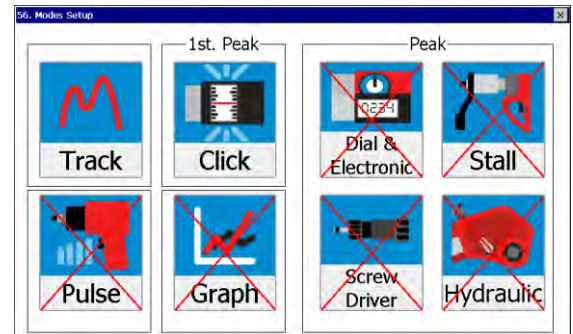 56. Modes Setup
1st. Peak
Peak
Track
Click
0234
Dial &
Electronic
Stall
Pulse
Graph
Screw
Driver
Hydraulic